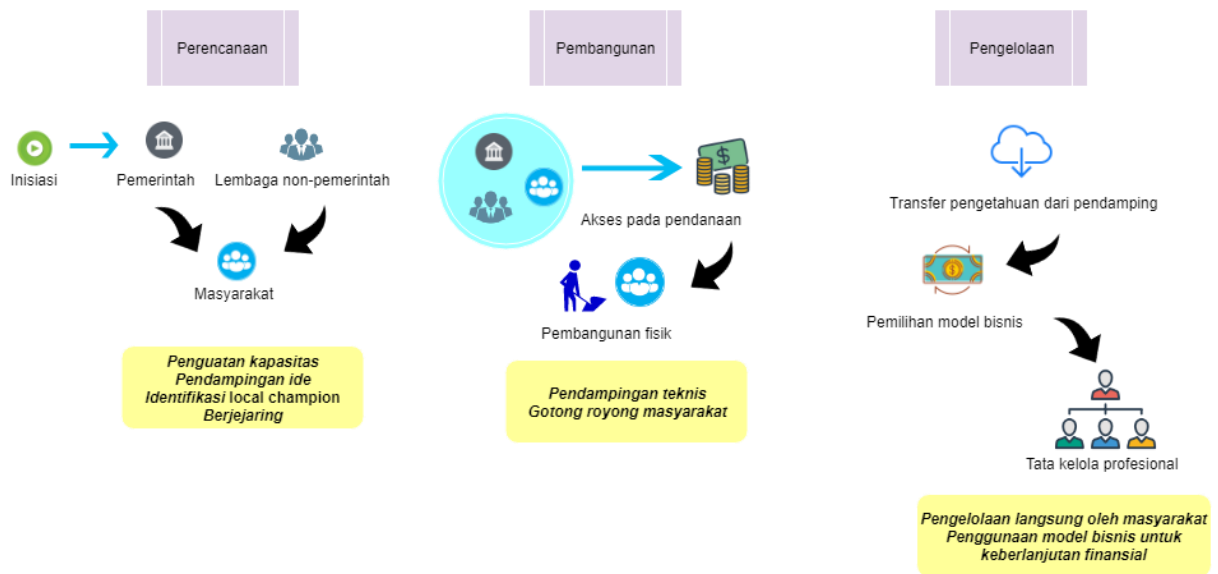 Perencanaan
Inisiasi
Pemerintah
Lembaga non-pemerintah
Masyarakat
Penguatan kapasitas
Pendampingan ide
Identifikasi local champion
Berjejaring
Pembangunan
$
Akses pada pendanaan
Pembangunan fisik
Pendampingan teknis
Gotong royong masyarakat
Pengelolaan
Transfer pengetahuan dari pendamping
$
Pemilihan model bisnis
Tata kelola profesional
Pengelolaan langsung oleh masyarakat
Penggunaan model bisnis untuk
keberlanjutan finansial